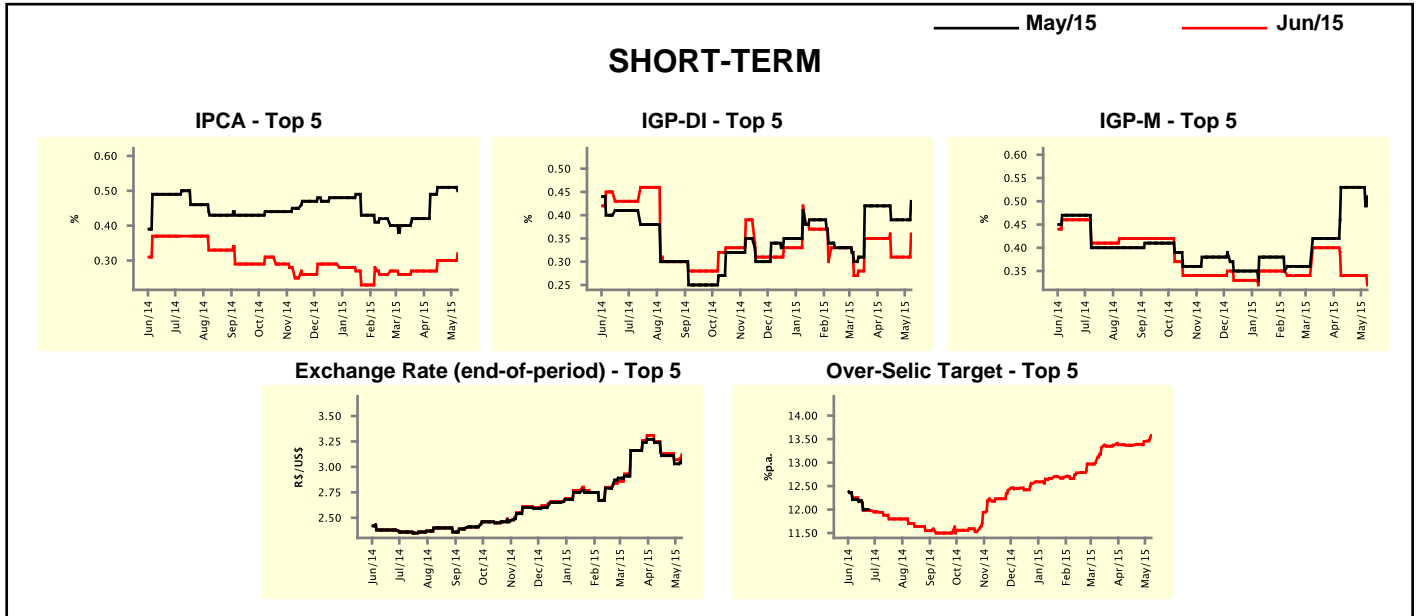 May/15 Jun/15
SHORT-TERM
IPCA - Top 5
0.60
0.50
0.40
0.30
%
Jun/14 Jul/14 Aug/14 Sep/14 Oct/14 Nov/14 Dec/14 Jan/15 Feb/15 Mar/15 Apr/15 May/15
IGP-DI - Top 5
0.50
0.45
0.40
0.35
0.30
0.25
%
Jun/14 Jul/14 Aug/14 Sep/14 Oct/14 Nov/14 Dec/14 Jan/15 Feb/15 Mar/15 Apr/15 May/15
IGP-M - Top 5
0.60
0.55
0.50
0.45
0.40
0.35
%
Jun/14 Jul/14 Aug/14 Sep/14 Oct/14 Nov/14 Dec/14 Jan/15 Feb/15 Mar/15 Apr/15 May/15
Exchange Rate (end-of-period) - Top 5
3.50
3.25
3.00
2.75
2.50
R$/US$
Jun/14 Jul/14 Aug/14 Sep/14 Oct/14 Nov/14 Dec/14 Jan/15 Feb/15 Mar/15 Apr/15 May/15
Over-Selic Target - Top 5
14.00
13.50
13.00
12.50
12.00
11.50
%p.a.
Jun/14 Jul/14 Aug/14 Sep/14 Oct/14 Nov/14 Dec/14 Jan/15 Feb/15 Mar/15 Apr/15 May/15